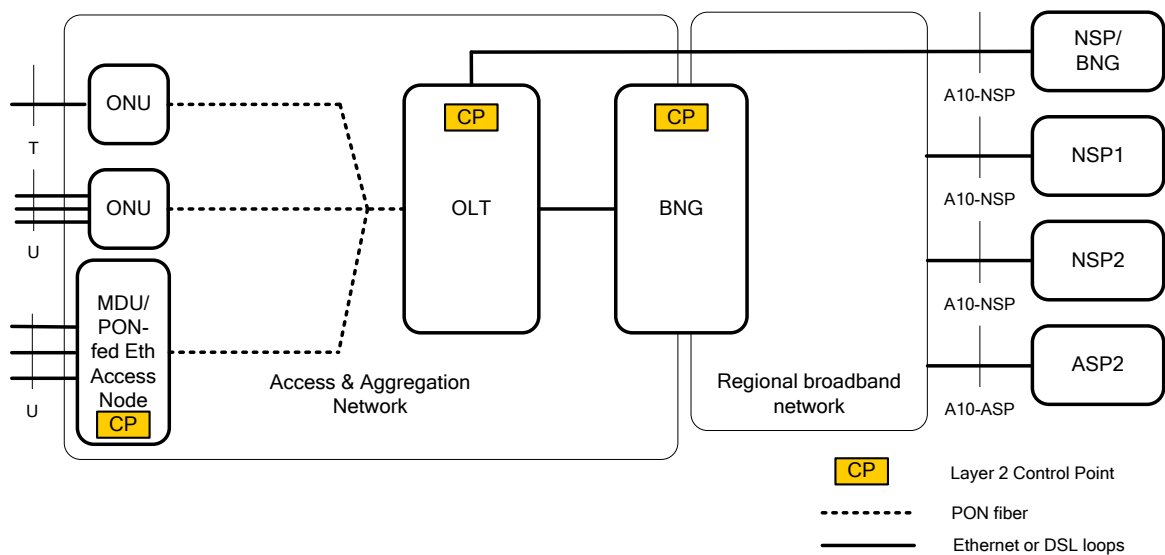 NSP/
BNG
A10-NSP
ONU
T
CP
CP
NSP1
A10-NSP
ONU
U
OLT
BNG
NSP2
A10-NSP
MDU/
PON-
fed Eth
Access
Node
CP
U
Access & Aggregation
Network
Regional broadband
network
ASP2
A10-ASP
CP
Layer 2 Control Point
PON fiber
Ethernet or DSL loops